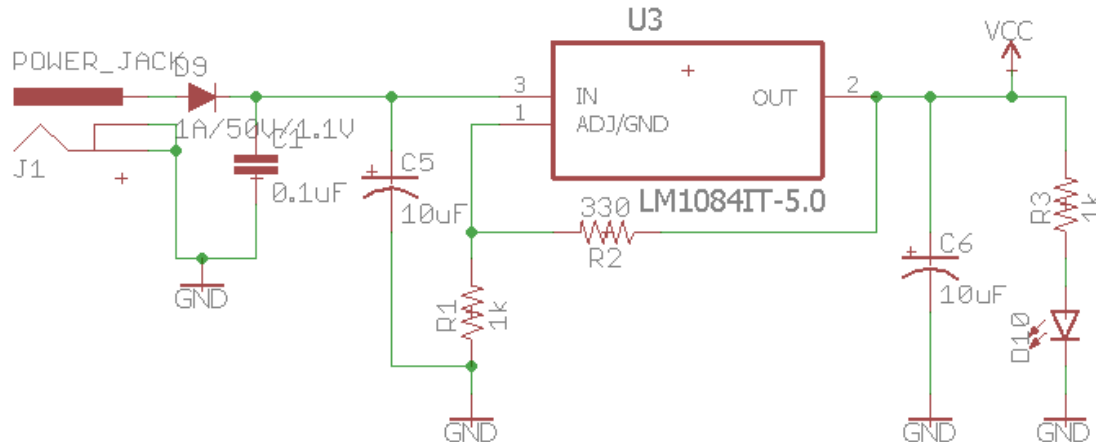 U3
VCC
POWER_JACK
D9
3
IN
OUT
2
1
ADJ/GND
1A/50V/1.1V
J1
C1
0.1uF
C5
10uF
LM1084IT-5.0
330
R2
R3
1k
C6
10uF
R1
1k
D10
GND
GND
GND
GND